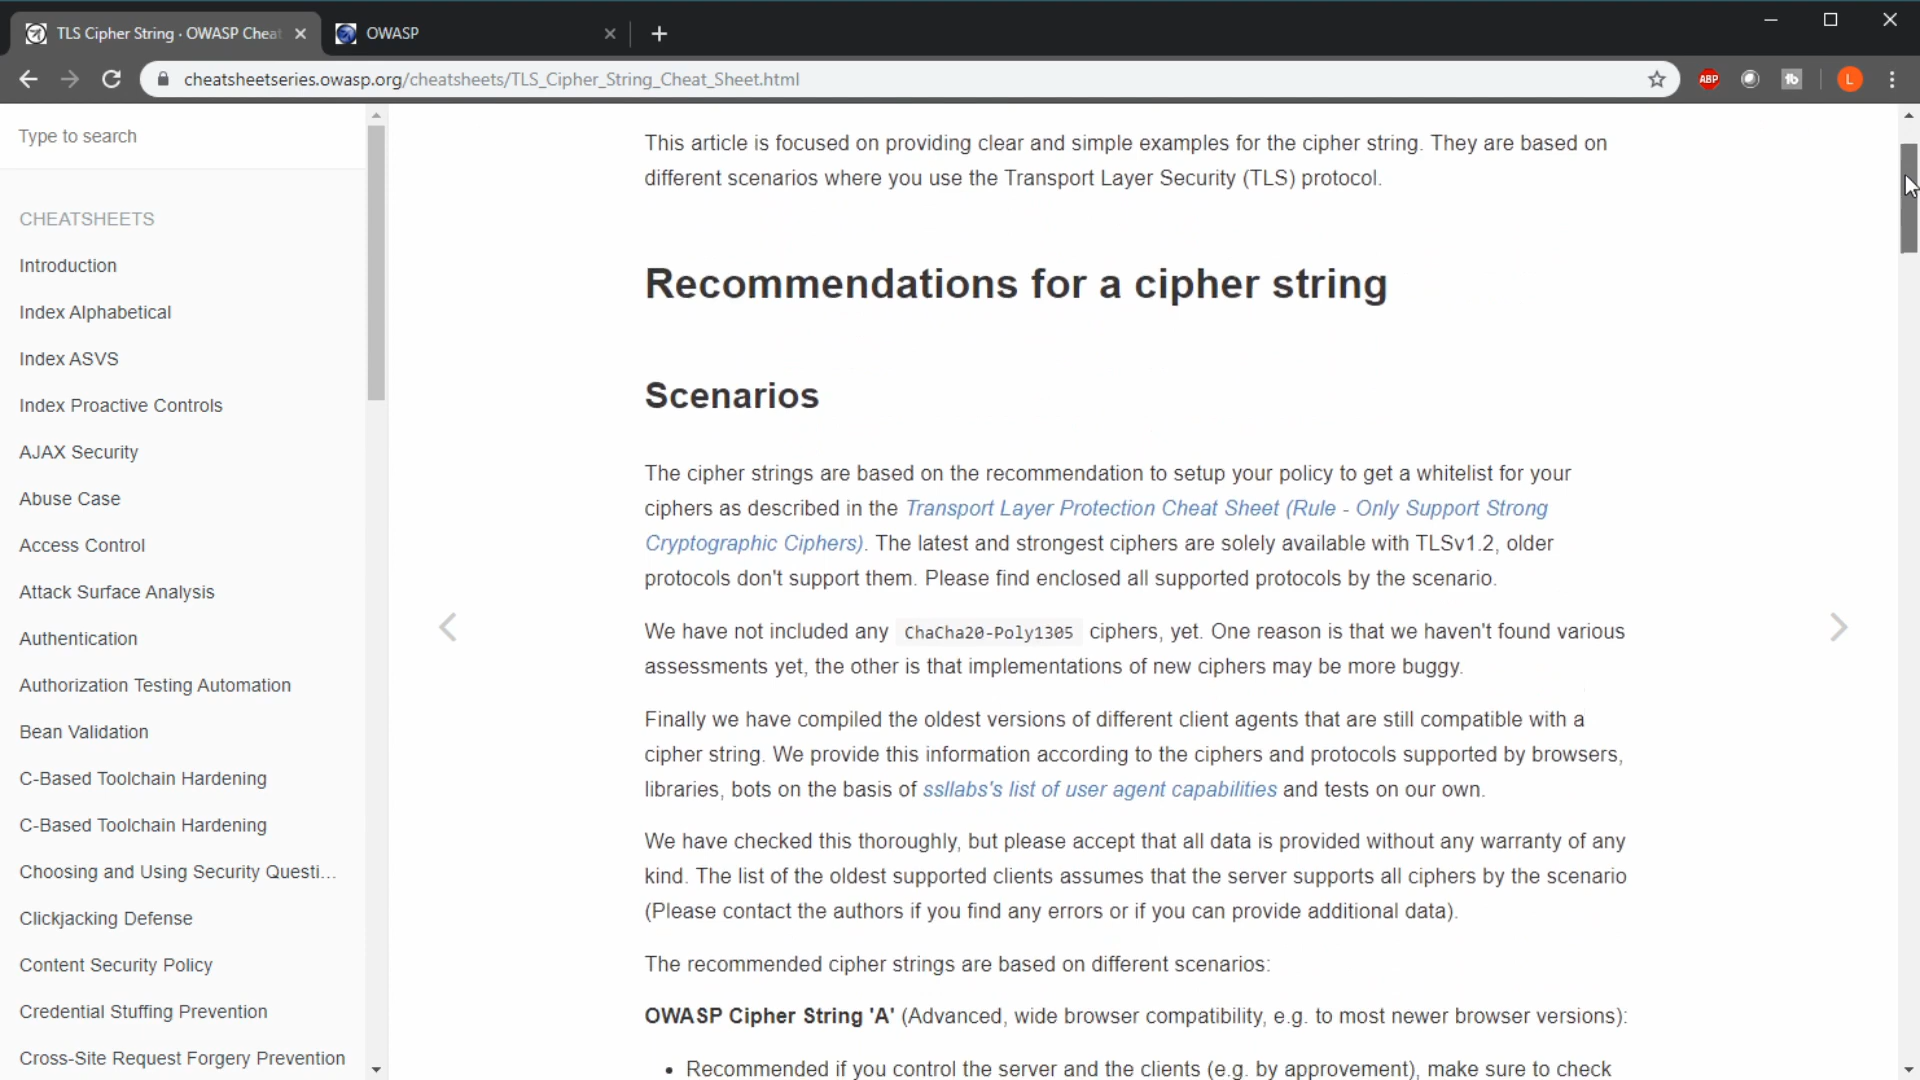 TLS Cipher String · OWASP Cheat
OWASP
cheatsheetseries.owasp.org/cheatsheets/TLS_Cipher_String_Cheat_Sheet.html
ABP
L
Type to search
CHEATSHEETS
Introduction
Index Alphabetical
Index ASVS
Index Proactive Controls
AJAX Security
Abuse Case
Access Control
Attack Surface Analysis
Authentication
Authorization Testing Automation
Bean Validation
C-Based Toolchain Hardening
C-Based Toolchain Hardening
Choosing and Using Security Questi...
Clickjacking Defense
Content Security Policy
Credential Stuffing Prevention
Cross-Site Request Forgery Prevention
This article is focused on providing clear and simple examples for the cipher string. They are based on
different scenarios where you use the Transport Layer Security (TLS) protocol.
Recommendations for a cipher string
Scenarios
The cipher strings are based on the recommendation to setup your policy to get a whitelist for your
ciphers as described in the Transport Layer Protection Cheat Sheet (Rule - Only Support Strong
Cryptographic Ciphers). The latest and strongest ciphers are solely available with TLSv1.2, older
protocols don't support them. Please find enclosed all supported protocols by the scenario.
We have not included any ChaCha20-Poly1305 ciphers, yet. One reason is that we haven't found various
assessments yet, the other is that implementations of new ciphers may be more buggy.
Finally we have compiled the oldest versions of different client agents that are still compatible with a
cipher string. We provide this information according to the ciphers and protocols supported by browsers,
libraries, bots on the basis of ssllabs's list of user agent capabilities and tests on our own.
We have checked this thoroughly, but please accept that all data is provided without any warranty of any
kind. The list of the oldest supported clients assumes that the server supports all ciphers by the scenario
(Please contact the authors if you find any errors or if you can provide additional data).
The recommended cipher strings are based on different scenarios:
OWASP Cipher String 'A' (Advanced, wide browser compatibility, e.g. to most newer browser versions):
• Recommended if you control the server and the clients (e.g. by approvement), make sure to check